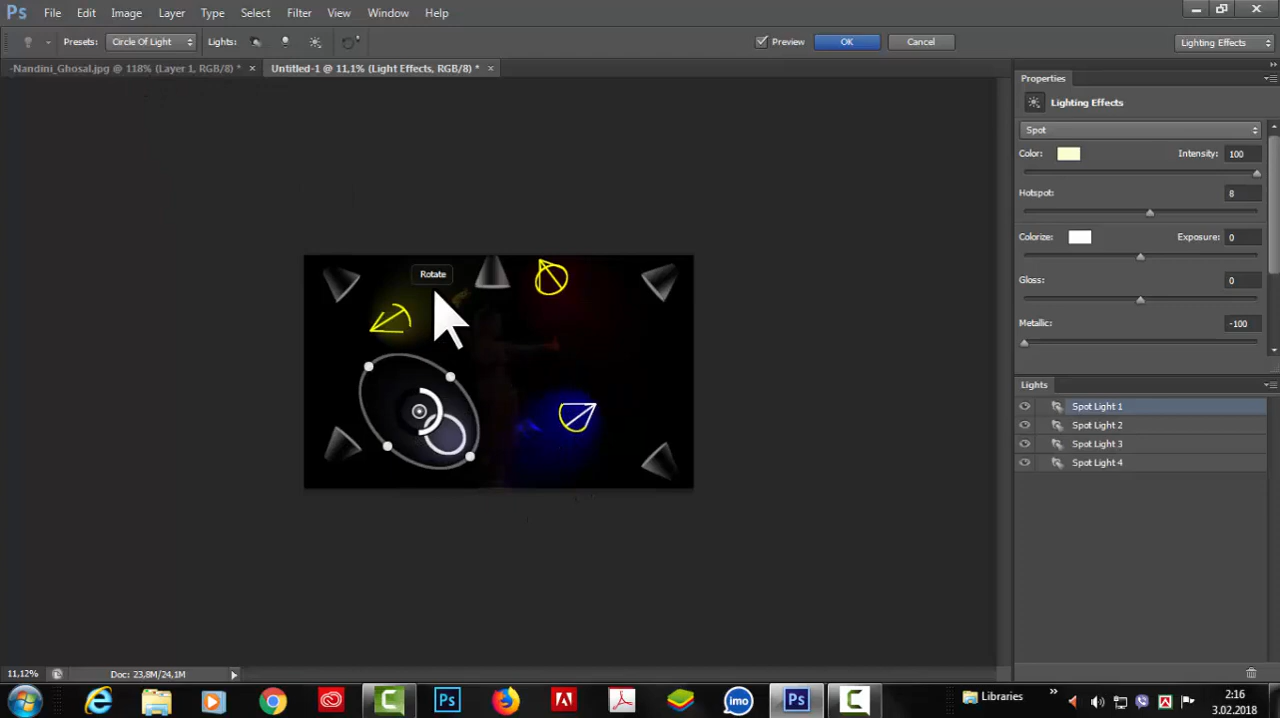 Ps File Edit Image Layer Type Select Filter View Window Help
Presets: Circle Of Light Lights: Preview OK Cancel Lighting Effects
-Nandini_Ghosal.jpg @ 118% (Layer 1, RGB/8) * × Untitled-1 @ 11,1% (Light Effects, RGB/8) * ×
Properties
Lighting Effects
Spot
Color: Intensity: 100
Hotspot: 8
Colorize: Exposure: 0
Gloss: 0
Metallic: -100
Rotate
Lights
Spot Light 1
Spot Light 2
Spot Light 3
Spot Light 4
11,12% Doc: 23,8M/24,1M
Ps imo Ps Libraries
2:16
3.02.2018